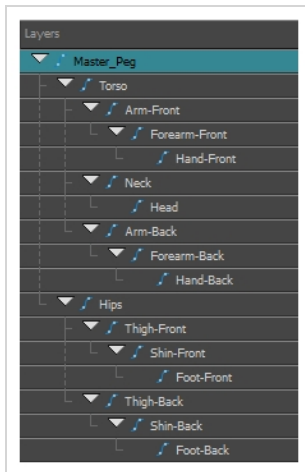 Layers
Master_Peg
Torso
Arm-Front
Forearm-Front
Hand-Front
Neck
Head
Arm-Back
Forearm-Back
Hand-Back
Hips
Thigh-Front
Shin-Front
Foot-Front
Thigh-Back
Shin-Back
Foot-Back